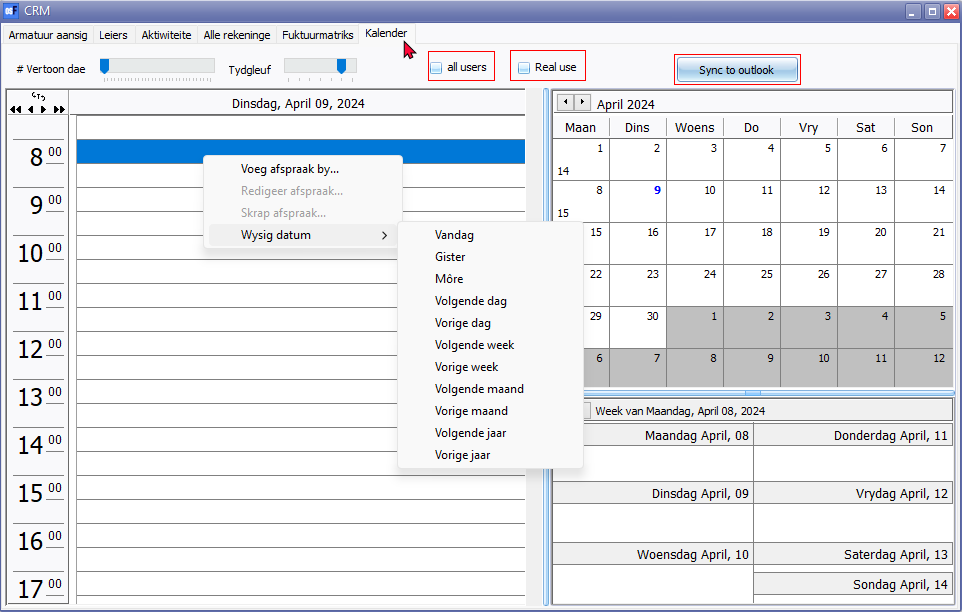 osF CRM
Armatuur aansig Leiers Aktiwiteite Alle rekeninge Fuktuurmatriks Kalender
# Vertoon dae Tydgleuf all users Real use Sync to outlook
Dinsdag, April 09, 2024
8 00
9 00
10 00
11 00
12 00
13 00
14 00
15 00
16 00
17 00
Voeg afspraak by...
Redigeer afspraak...
Skrap afspraak...
Wysig datum
Vandag
Gister
Môre
Volgende dag
Vorige dag
Volgende week
Vorige week
Volgende maand
Vorige maand
Volgende jaar
Vorige jaar
April 2024
Maan Dins Woens Do Vry Sat Son
1 2 3 4 5 6 7
14
8 9 10 11 12 13 14
15
15 16 17 18 19 20 21
22 23 24 25 26 27 28
29 30 1 2 3 4 5
6 7 8 9 10 11 12
Week van Maandag, April 08, 2024
Maandag April, 08 Donderdag April, 11
Dinsdag April, 09 Vrydag April, 12
Woensdag April, 10 Saterdag April, 13
Sondag April, 14